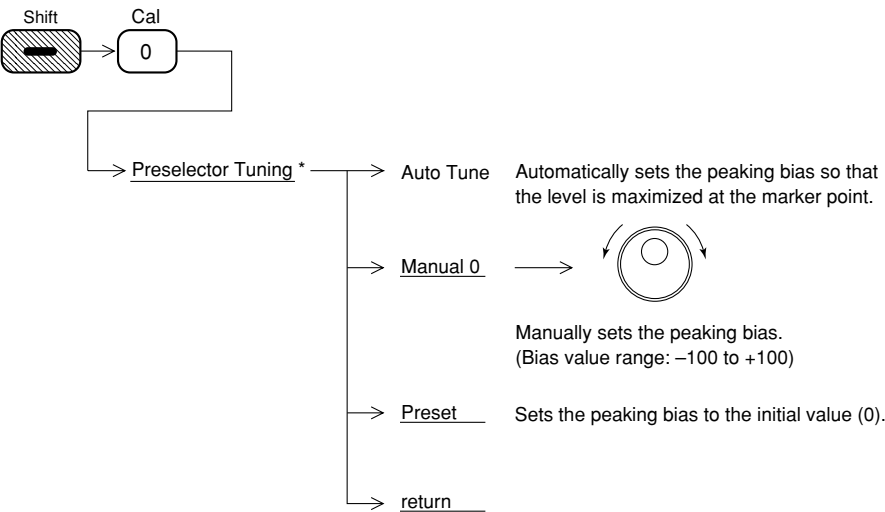 Shift
Cal
0
Preselector Tuning *
Auto Tune
Automatically sets the peaking bias so that
the level is maximized at the marker point.
Manual 0
Manually sets the peaking bias.
(Bias value range: –100 to +100)
Preset
Sets the peaking bias to the initial value (0).
return